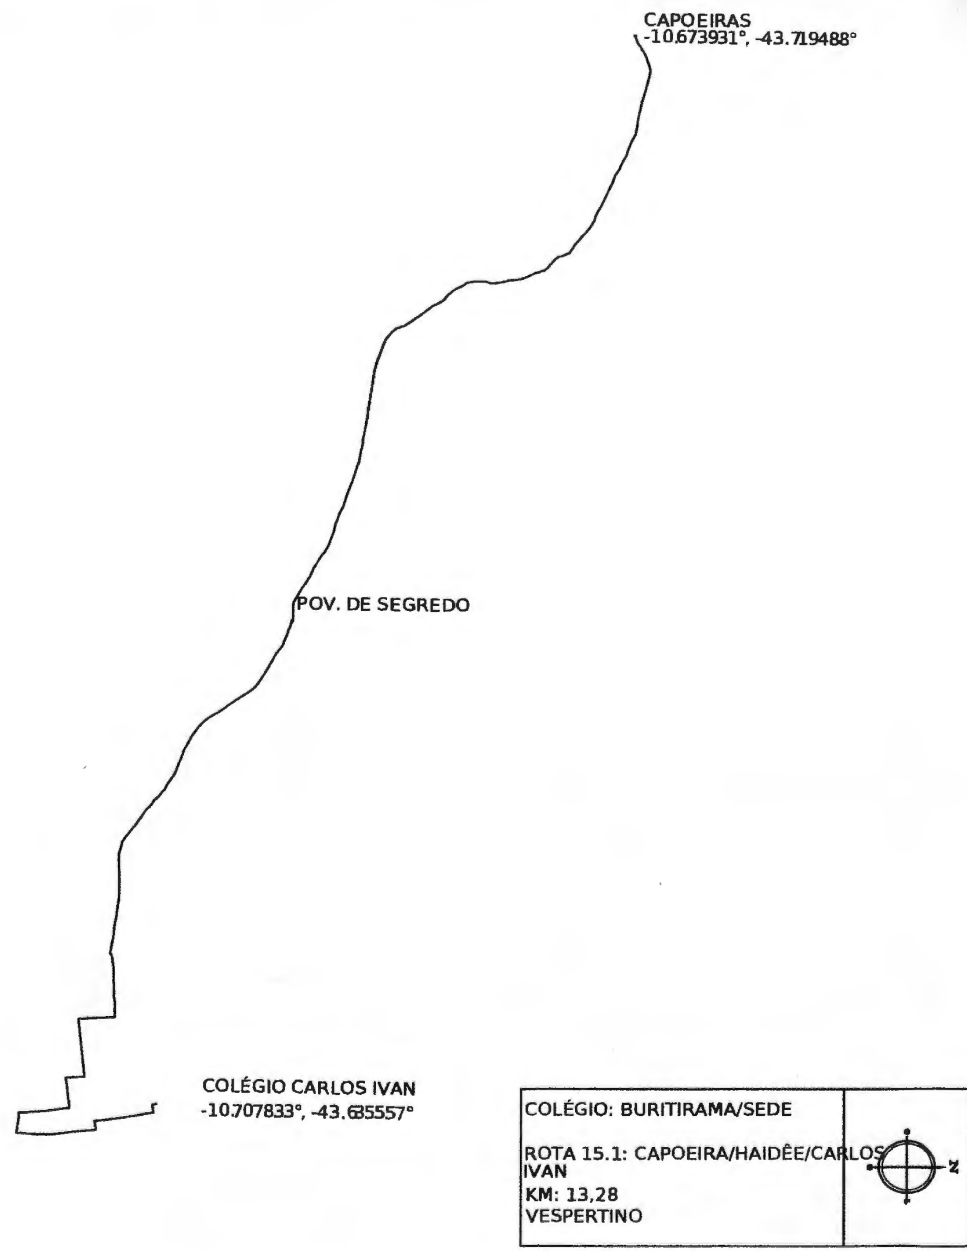 CAPOEIRAS
-10.673931°, -43.719488°
POV. DE SEGREDO
COLÉGIO CARLOS IVAN
-10.707833°, -43.635557°
COLÉGIO: BURITIRAMA/SEDE
ROTA 15.1: CAPOEIRA/HAIDÊE/CARLOS
IVAN
KM: 13,28
VESPERTINO
N